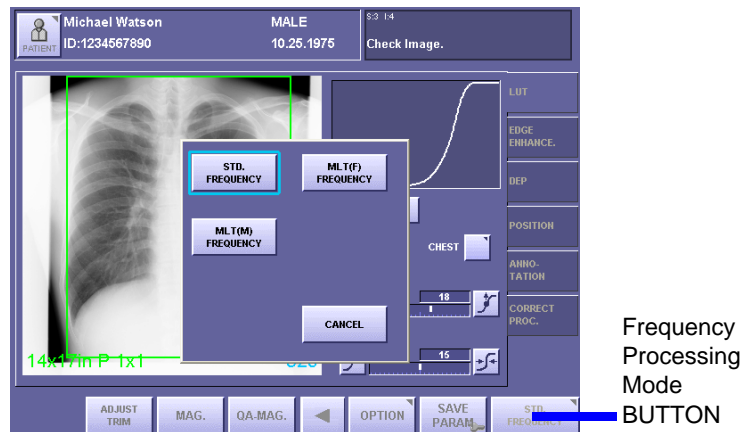 Michael Watson MALE
PATIENT ID:1234567890 10.25.1975
S:3 I:4
Check Image.
LUT
EDGE
ENHANCE.
DEP
POSITION
ANNO-
TATION
CORRECT
PROC.
STD.
FREQUENCY
MLT(F)
FREQUENCY
MLT(M)
FREQUENCY
CANCEL
CHEST
18
15
14x17in P 1x1
ADJUST
TRIM
MAG.
QA-MAG.
OPTION
SAVE
PARAM.
STD.
FREQUENCY
Frequency
Processing
Mode
BUTTON